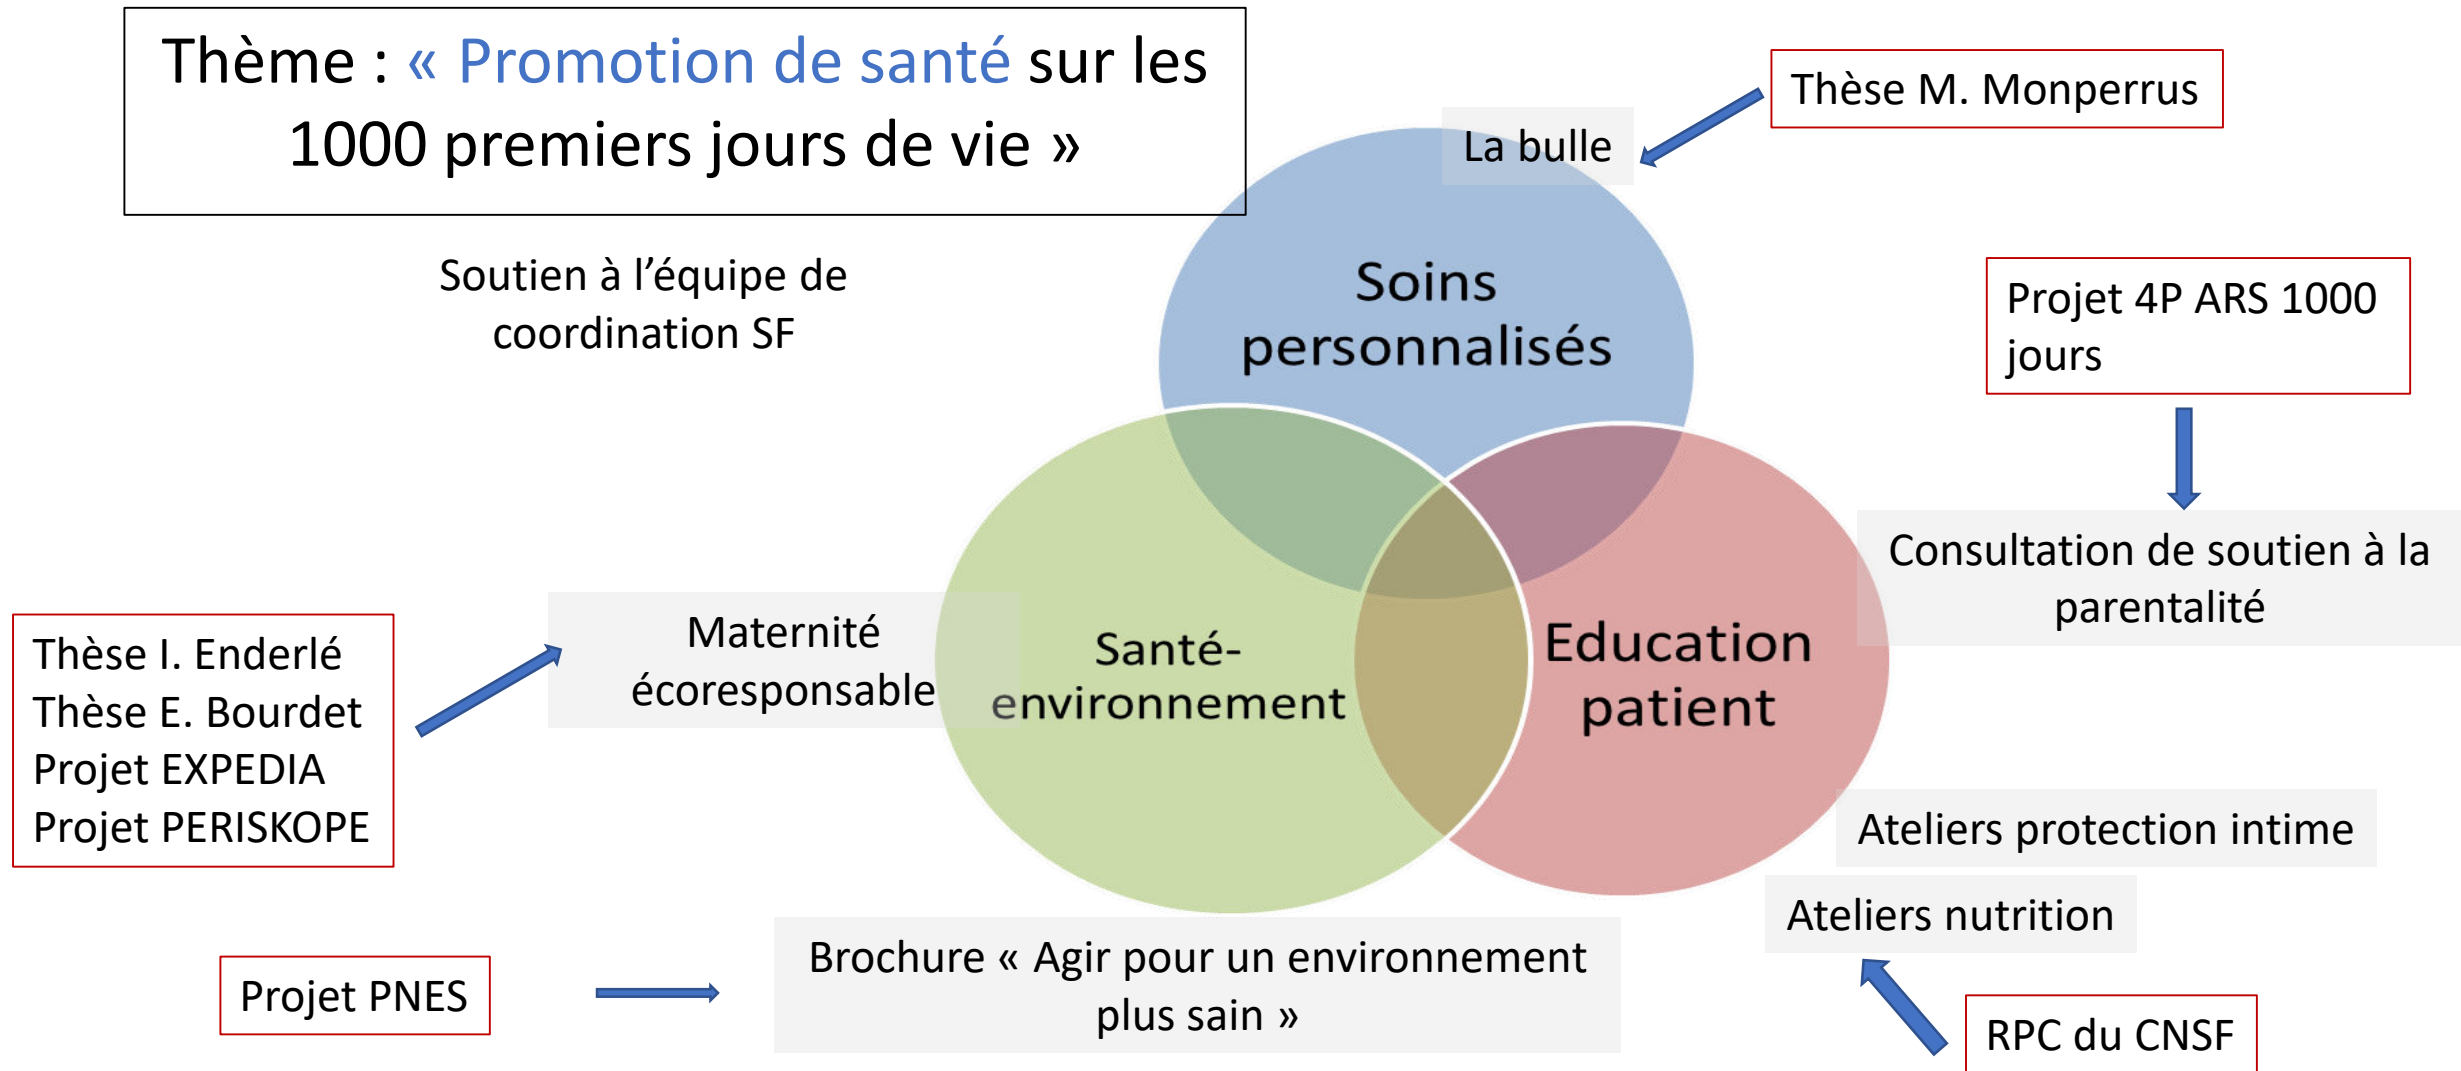 Thème : « Promotion de santé sur les
1000 premiers jours de vie »
Soutien à l’équipe de
coordination SF
La bulle
Thèse M. Monperrus
Soins
personnalisés
Projet 4P ARS 1000
jours
Consultation de soutien à la
parentalité
Thèse I. Enderlé
Thèse E. Bourdet
Projet EXPEDIA
Projet PERISKOPE
Maternité
écoresponsable
Santé-
environnement
Education
patient
Ateliers protection intime
Ateliers nutrition
Projet PNES
Brochure « Agir pour un environnement
plus sain »
RPC du CNSF